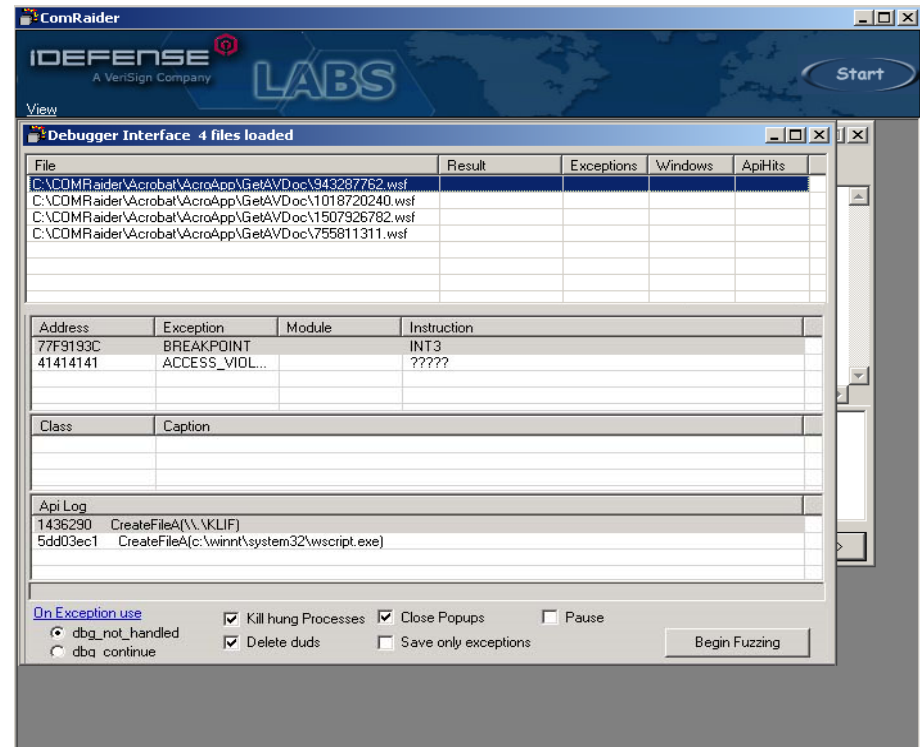 ComRaider
IDEFENSE
A VeriSign Company
LABS
Start
View
Debugger Interface 4 files loaded
File Result Exceptions Windows ApiHits
C:\COMRaider\Acrobat\AcroApp\GetAVDoc\943287762.wsf
C:\COMRaider\Acrobat\AcroApp\GetAVDoc\1018720240.wsf
C:\COMRaider\Acrobat\AcroApp\GetAVDoc\1507926782.wsf
C:\COMRaider\Acrobat\AcroApp\GetAVDoc\755811311.wsf
Address Exception Module Instruction
77F9193C BREAKPOINT INT3
41414141 ACCESS_VIOL... ?????
Class Caption
Api Log
1436290 CreateFileA(\\.\KLIF)
5dd03ec1 CreateFileA(c:\winnt\system32\wscript.exe)
On Exception use
dbg_not_handled
dbg_continue
Kill hung Processes Close Popups Pause
Delete duds Save only exceptions
Begin Fuzzing